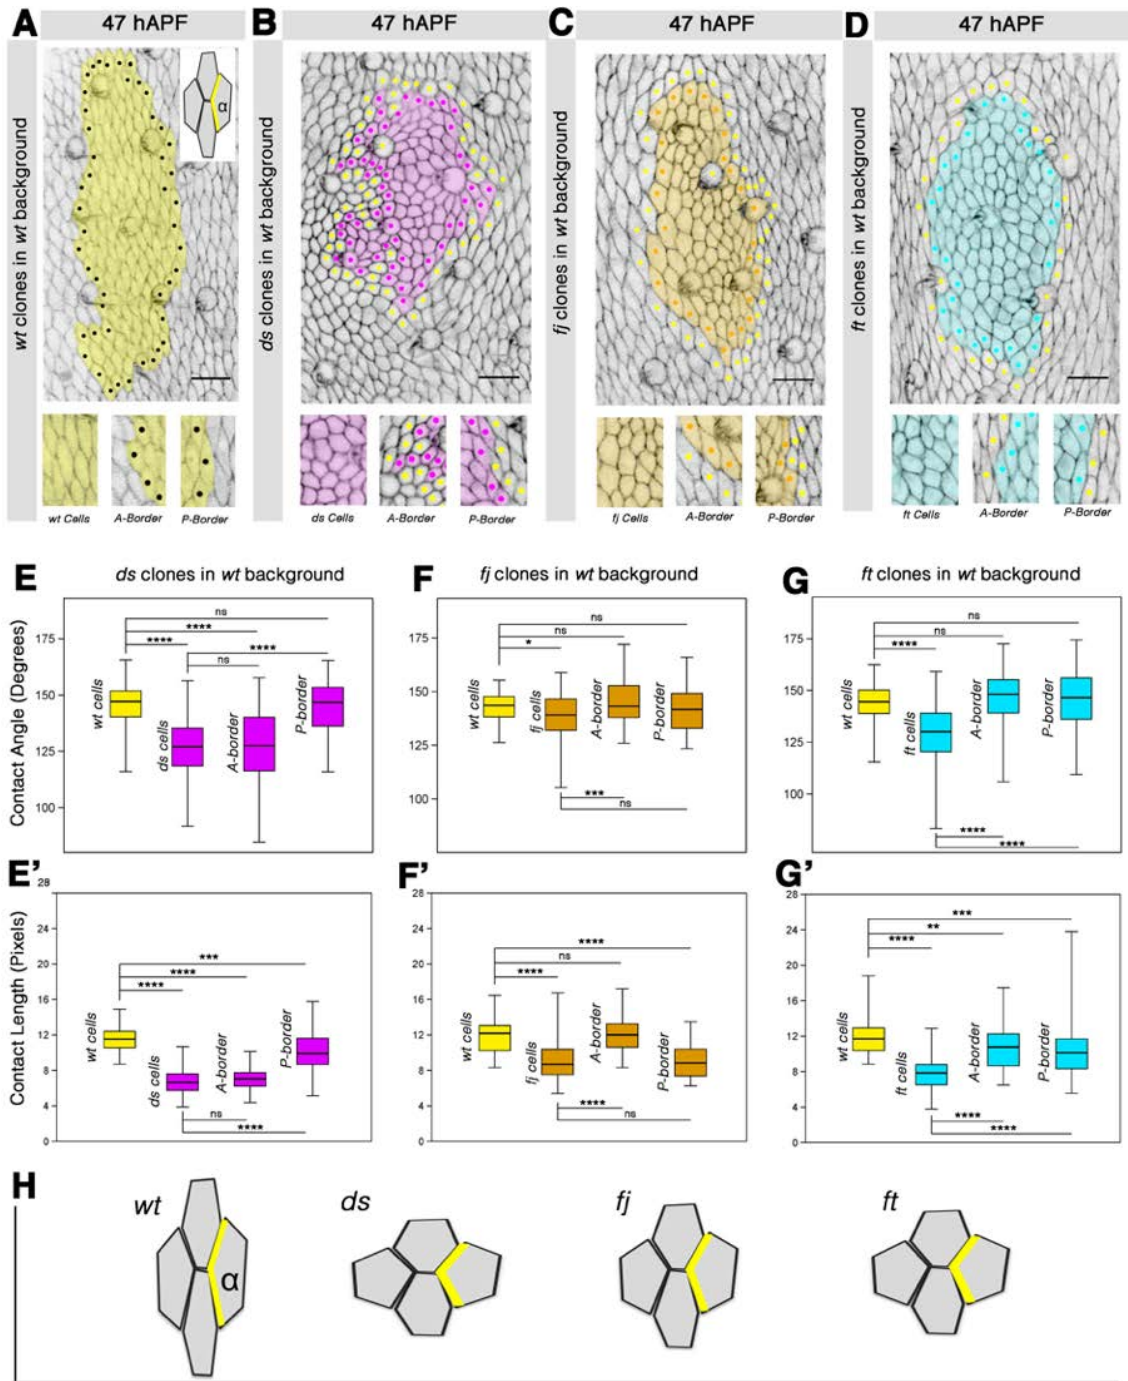 A 47 hAPF
B 47 hAPF
C 47 hAPF
D 47 hAPF
wt clones in wt background
α
ds clones in wt background
fj clones in wt background
ft clones in wt background
wt Cells A-Border P-Border
ds Cells A-Border P-Border
fj Cells A-Border P-Border
ft Cells A-Border P-Border
E ds clones in wt background
Contact Angle (Degrees)
175
150
125
100
ns
****
****
****
ns
wt cells
ds cells
A-border
P-border
F fj clones in wt background
175
150
125
100
ns
ns
*
wt cells
fj cells
A-border
P-border
***
ns
G ft clones in wt background
175
150
125
100
ns
ns
****
wt cells
ft cells
A-border
P-border
****
****
E'
Contact Length (Pixels)
28
24
20
16
12
8
4
0
***
****
****
wt cells
ds cells
A-border
P-border
ns
****
F'
28
24
20
16
12
8
4
0
****
ns
****
wt cells
fj cells
A-border
P-border
****
ns
G'
28
24
20
16
12
8
4
0
***
**
****
wt cells
ft cells
A-border
P-border
****
****
H
wt
α
ds
fj
ft